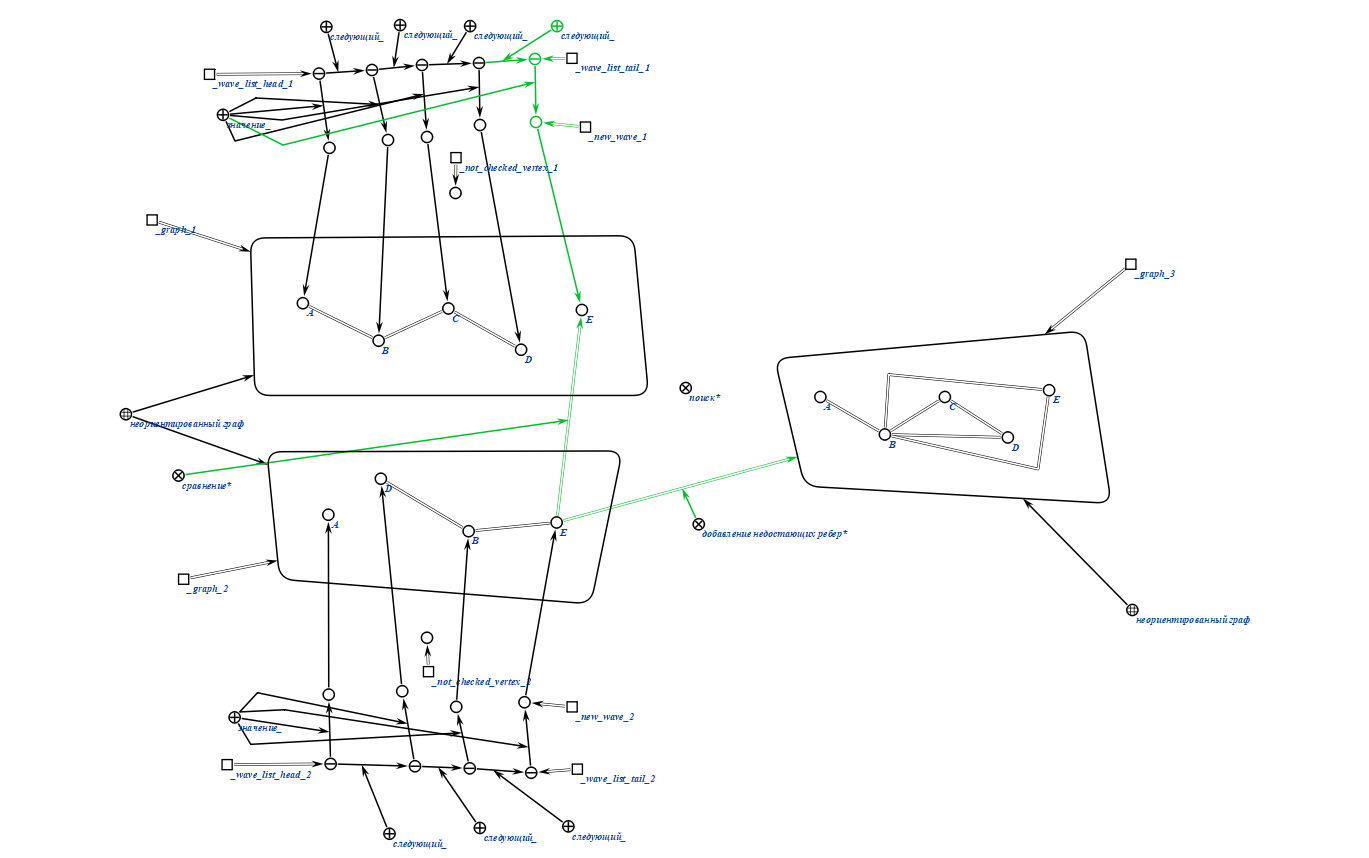 следующий_
следующий_
следующий_
следующий_
_wave_list_tail_1
_wave_list_head_1
значение_
_new_wave_1
_not_checked_vertex_1
_graph_1
_graph_3
A
B
C
D
E
поиск*
A
B
C
D
E
неориентированный граф
сравнение*
D
A
B
E
добавление недостающих ребер*
_graph_2
неориентированный граф
_not_checked_vertex_2
значение_
_new_wave_2
_wave_list_head_2
_wave_list_tail_2
следующий_
следующий_
следующий_